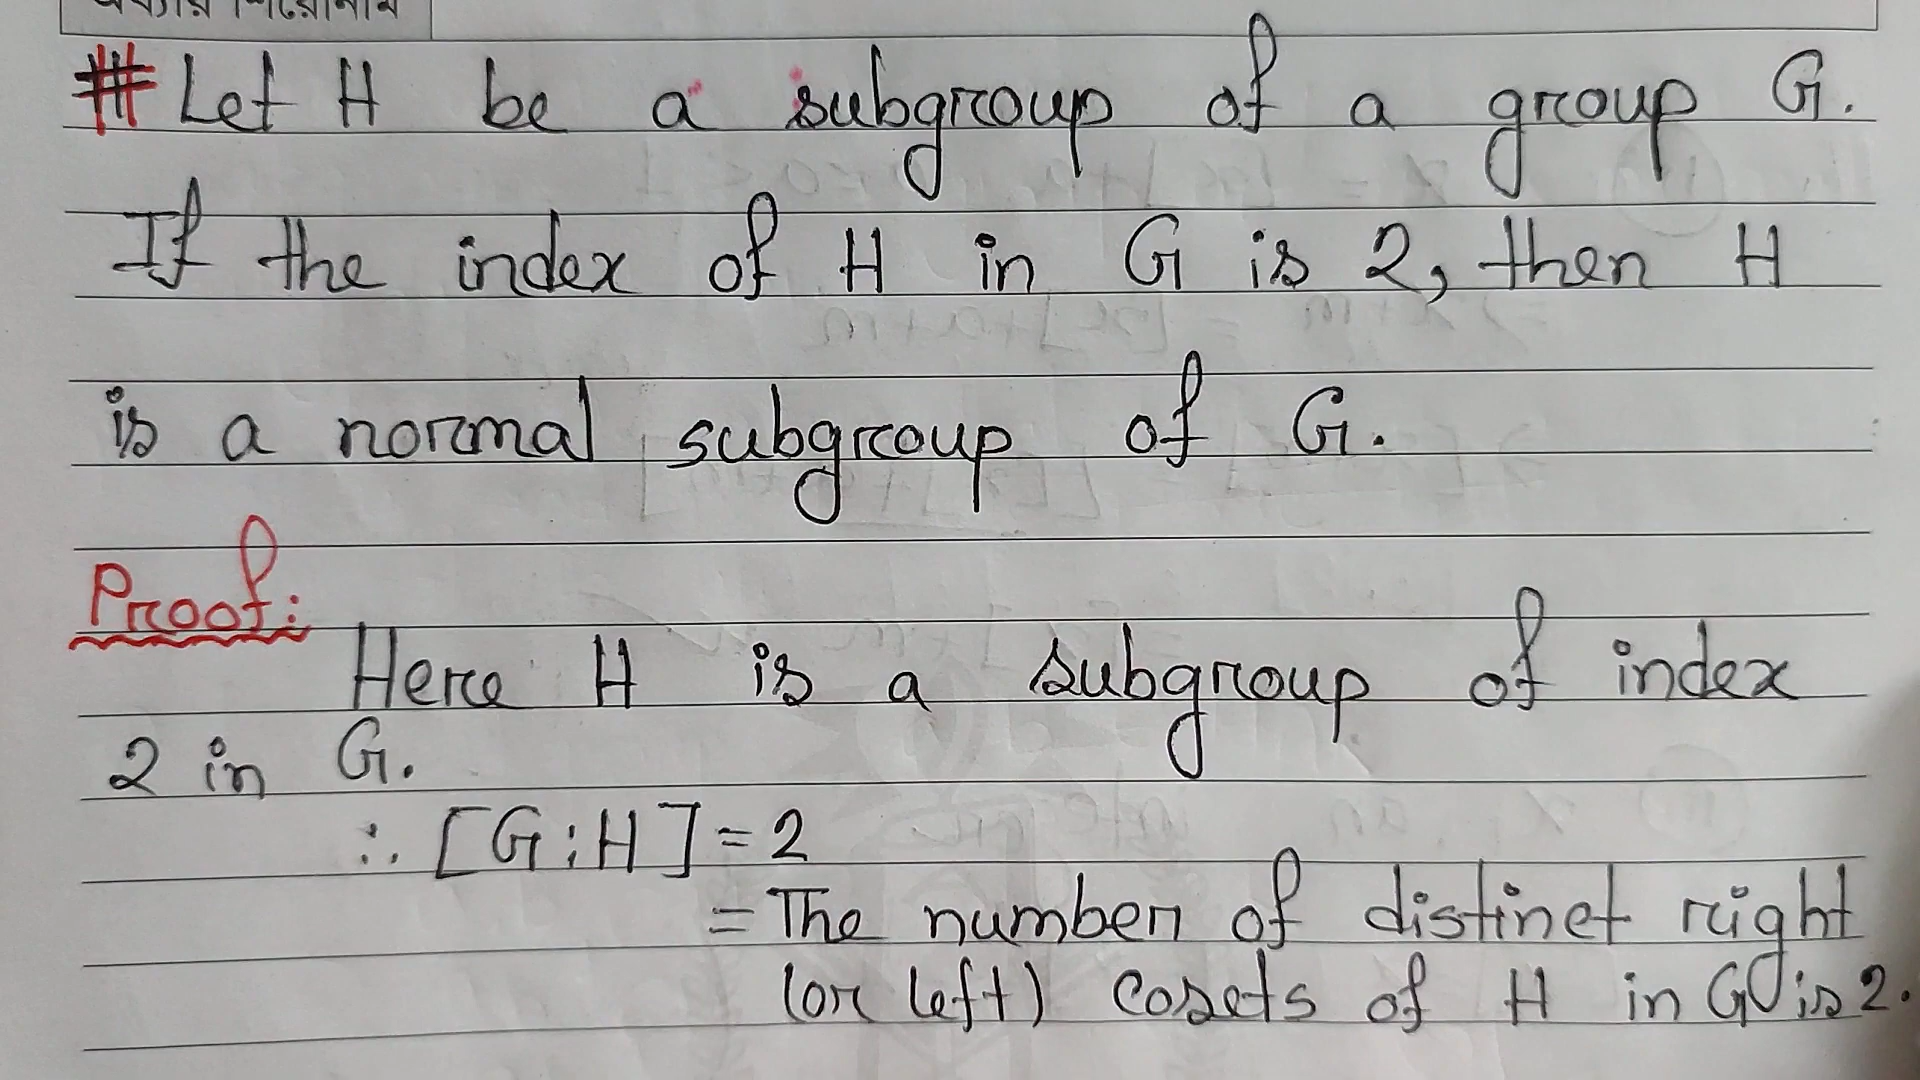 অধ্যায় শিরোনাম
# Let H be a subgroup of a group G.
If the index of H in G is 2, then H
is a normal subgroup of G.
Proof:
Here H is a subgroup of index
2 in G.
∴ [G:H] = 2
= The number of distinct right
(or left) cosets of H in G is 2.